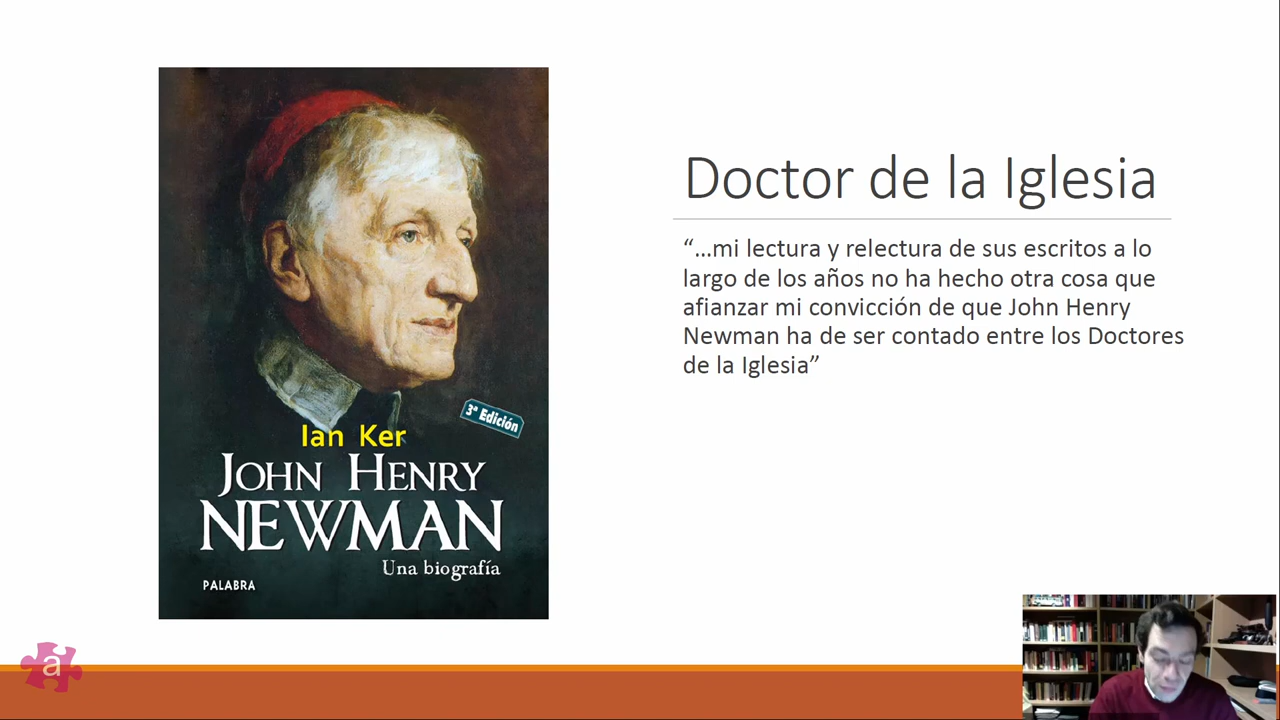 Doctor de la Iglesia
“...mi lectura y relectura de sus escritos a lo
largo de los años no ha hecho otra cosa que
afianzar mi convicción de que John Henry
Newman ha de ser contado entre los Doctores
de la Iglesia”
3ª Edición
Ian Ker
JOHN HENRY
NEWMAN
Una biografía
PALABRA
a